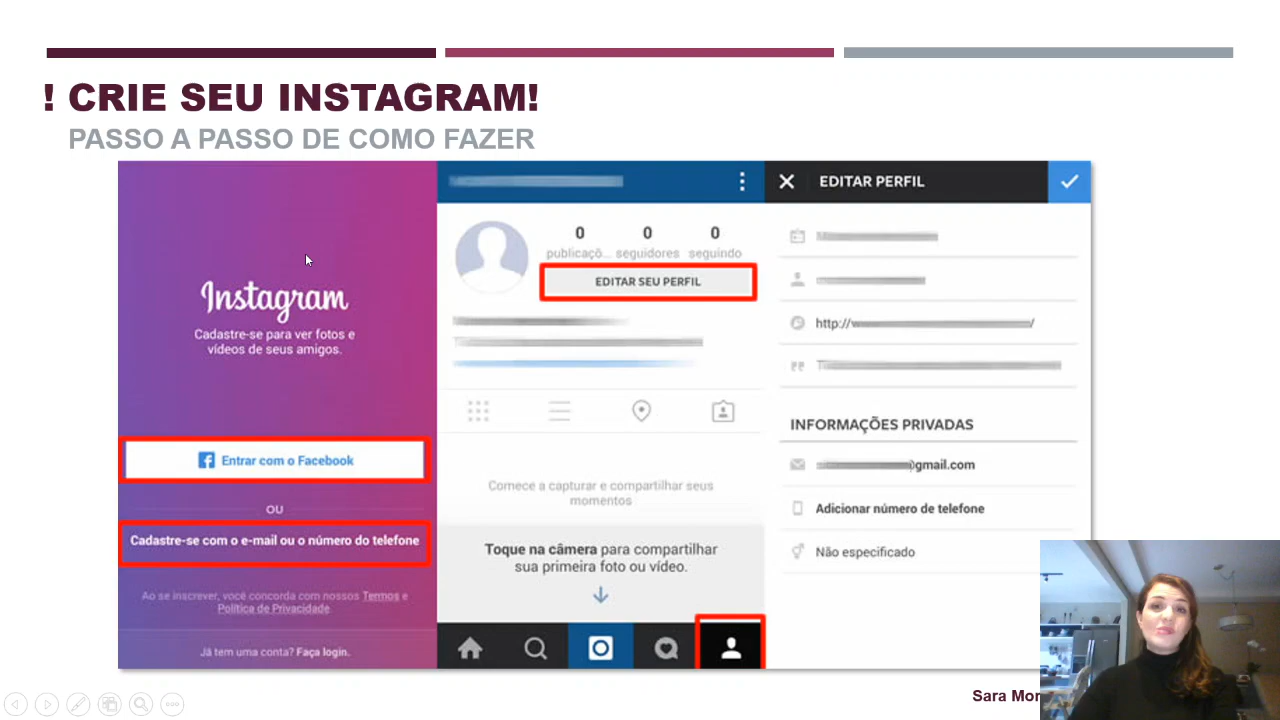 ! CRIE SEU INSTAGRAM!
PASSO A PASSO DE COMO FAZER
Instagram
Cadastre-se para ver fotos e
vídeos de seus amigos.
Entrar com o Facebook
OU
Cadastre-se com o e-mail ou o número do telefone
Ao se inscrever, você concorda com nossos Termos e
Política de Privacidade.
Já tem uma conta? Faça login.
0 0 0
publicaçõ... seguidores seguindo
EDITAR SEU PERFIL
Comece a capturar e compartilhar seus
momentos
Toque na câmera para compartilhar
sua primeira foto ou vídeo.
EDITAR PERFIL
http://
INFORMAÇÕES PRIVADAS
@gmail.com
Adicionar número de telefone
Não especificado
Sara